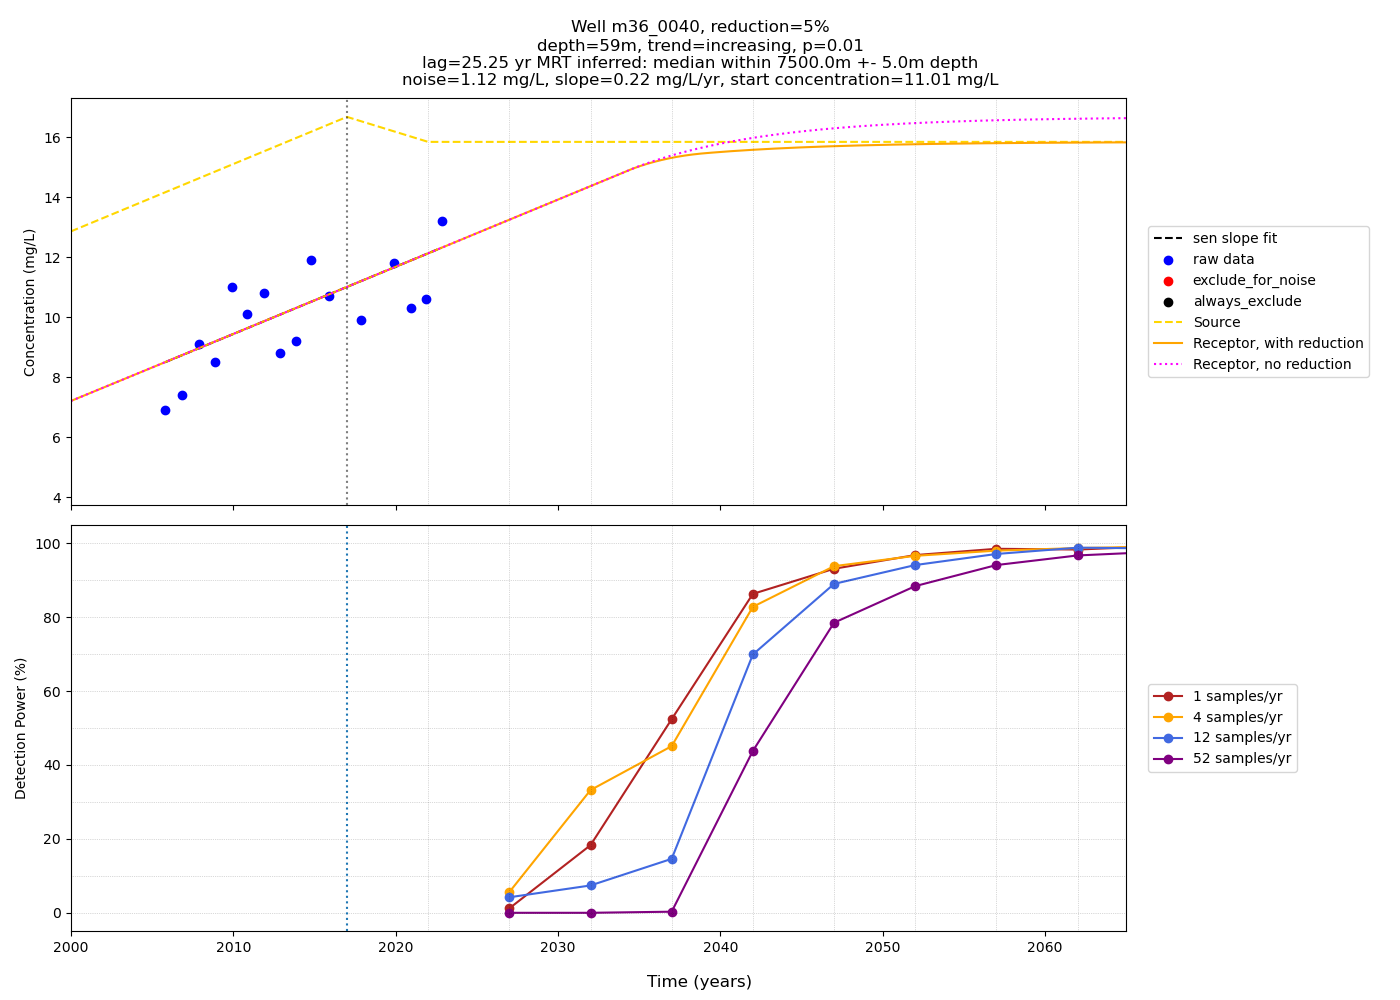 Well m36_0040, reduction=5%
depth=59m, trend=increasing, p=0.01
lag=25.25 yr MRT inferred: median within 7500.0m +- 5.0m depth
noise=1.12 mg/L, slope=0.22 mg/L/yr, start concentration=11.01 mg/L
Concentration (mg/L)
16
14
12
10
8
6
4
sen slope fit
raw data
exclude_for_noise
always_exclude
Source
Receptor, with reduction
Receptor, no reduction
Detection Power (%)
100
80
60
40
20
0
1 samples/yr
4 samples/yr
12 samples/yr
52 samples/yr
2000 2010 2020 2030 2040 2050 2060
Time (years)